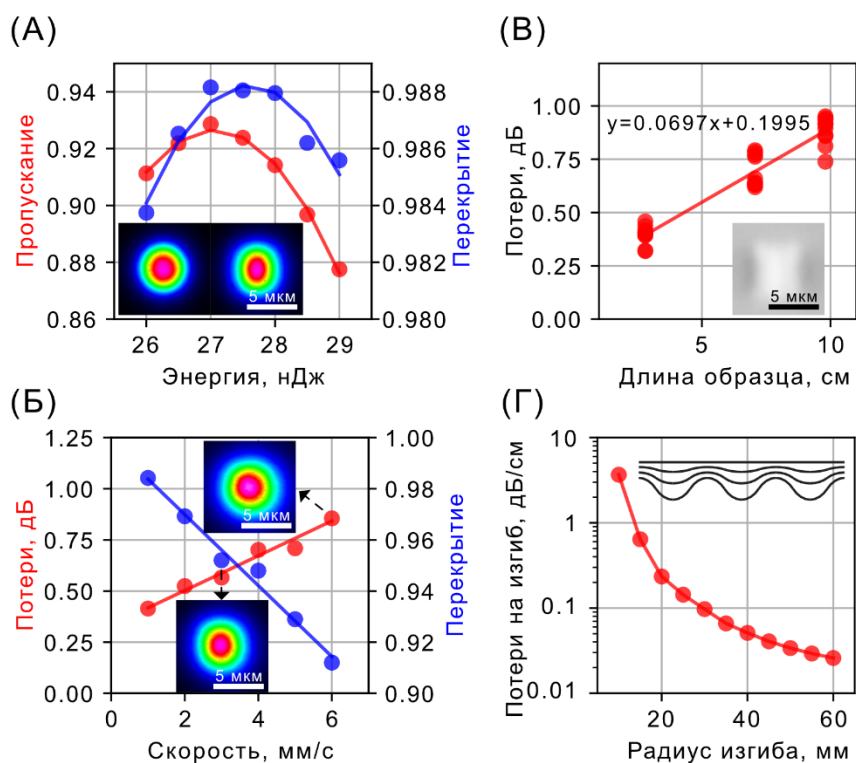 (А)
0.94
0.92
0.90
0.88
0.86
Пропускание
0.988
0.986
0.984
0.982
0.980
Перекрытие
5 мкм
26
27
28
29
Энергия, нДж
(В)
1.00
0.75
0.50
0.25
0.00
Потери, дБ
y=0.0697x+0.1995
5 мкм
5
10
Длина образца, см
(Б)
1.25
1.00
0.75
0.50
0.25
0.00
Потери, дБ
1.00
0.98
0.96
0.94
0.92
0.90
Перекрытие
5 мкм
5 мкм
0
2
4
6
Скорость, мм/с
(Г)
10
1
0.1
0.01
Потери на изгиб, дБ/см
20
40
60
Радиус изгиба, мм